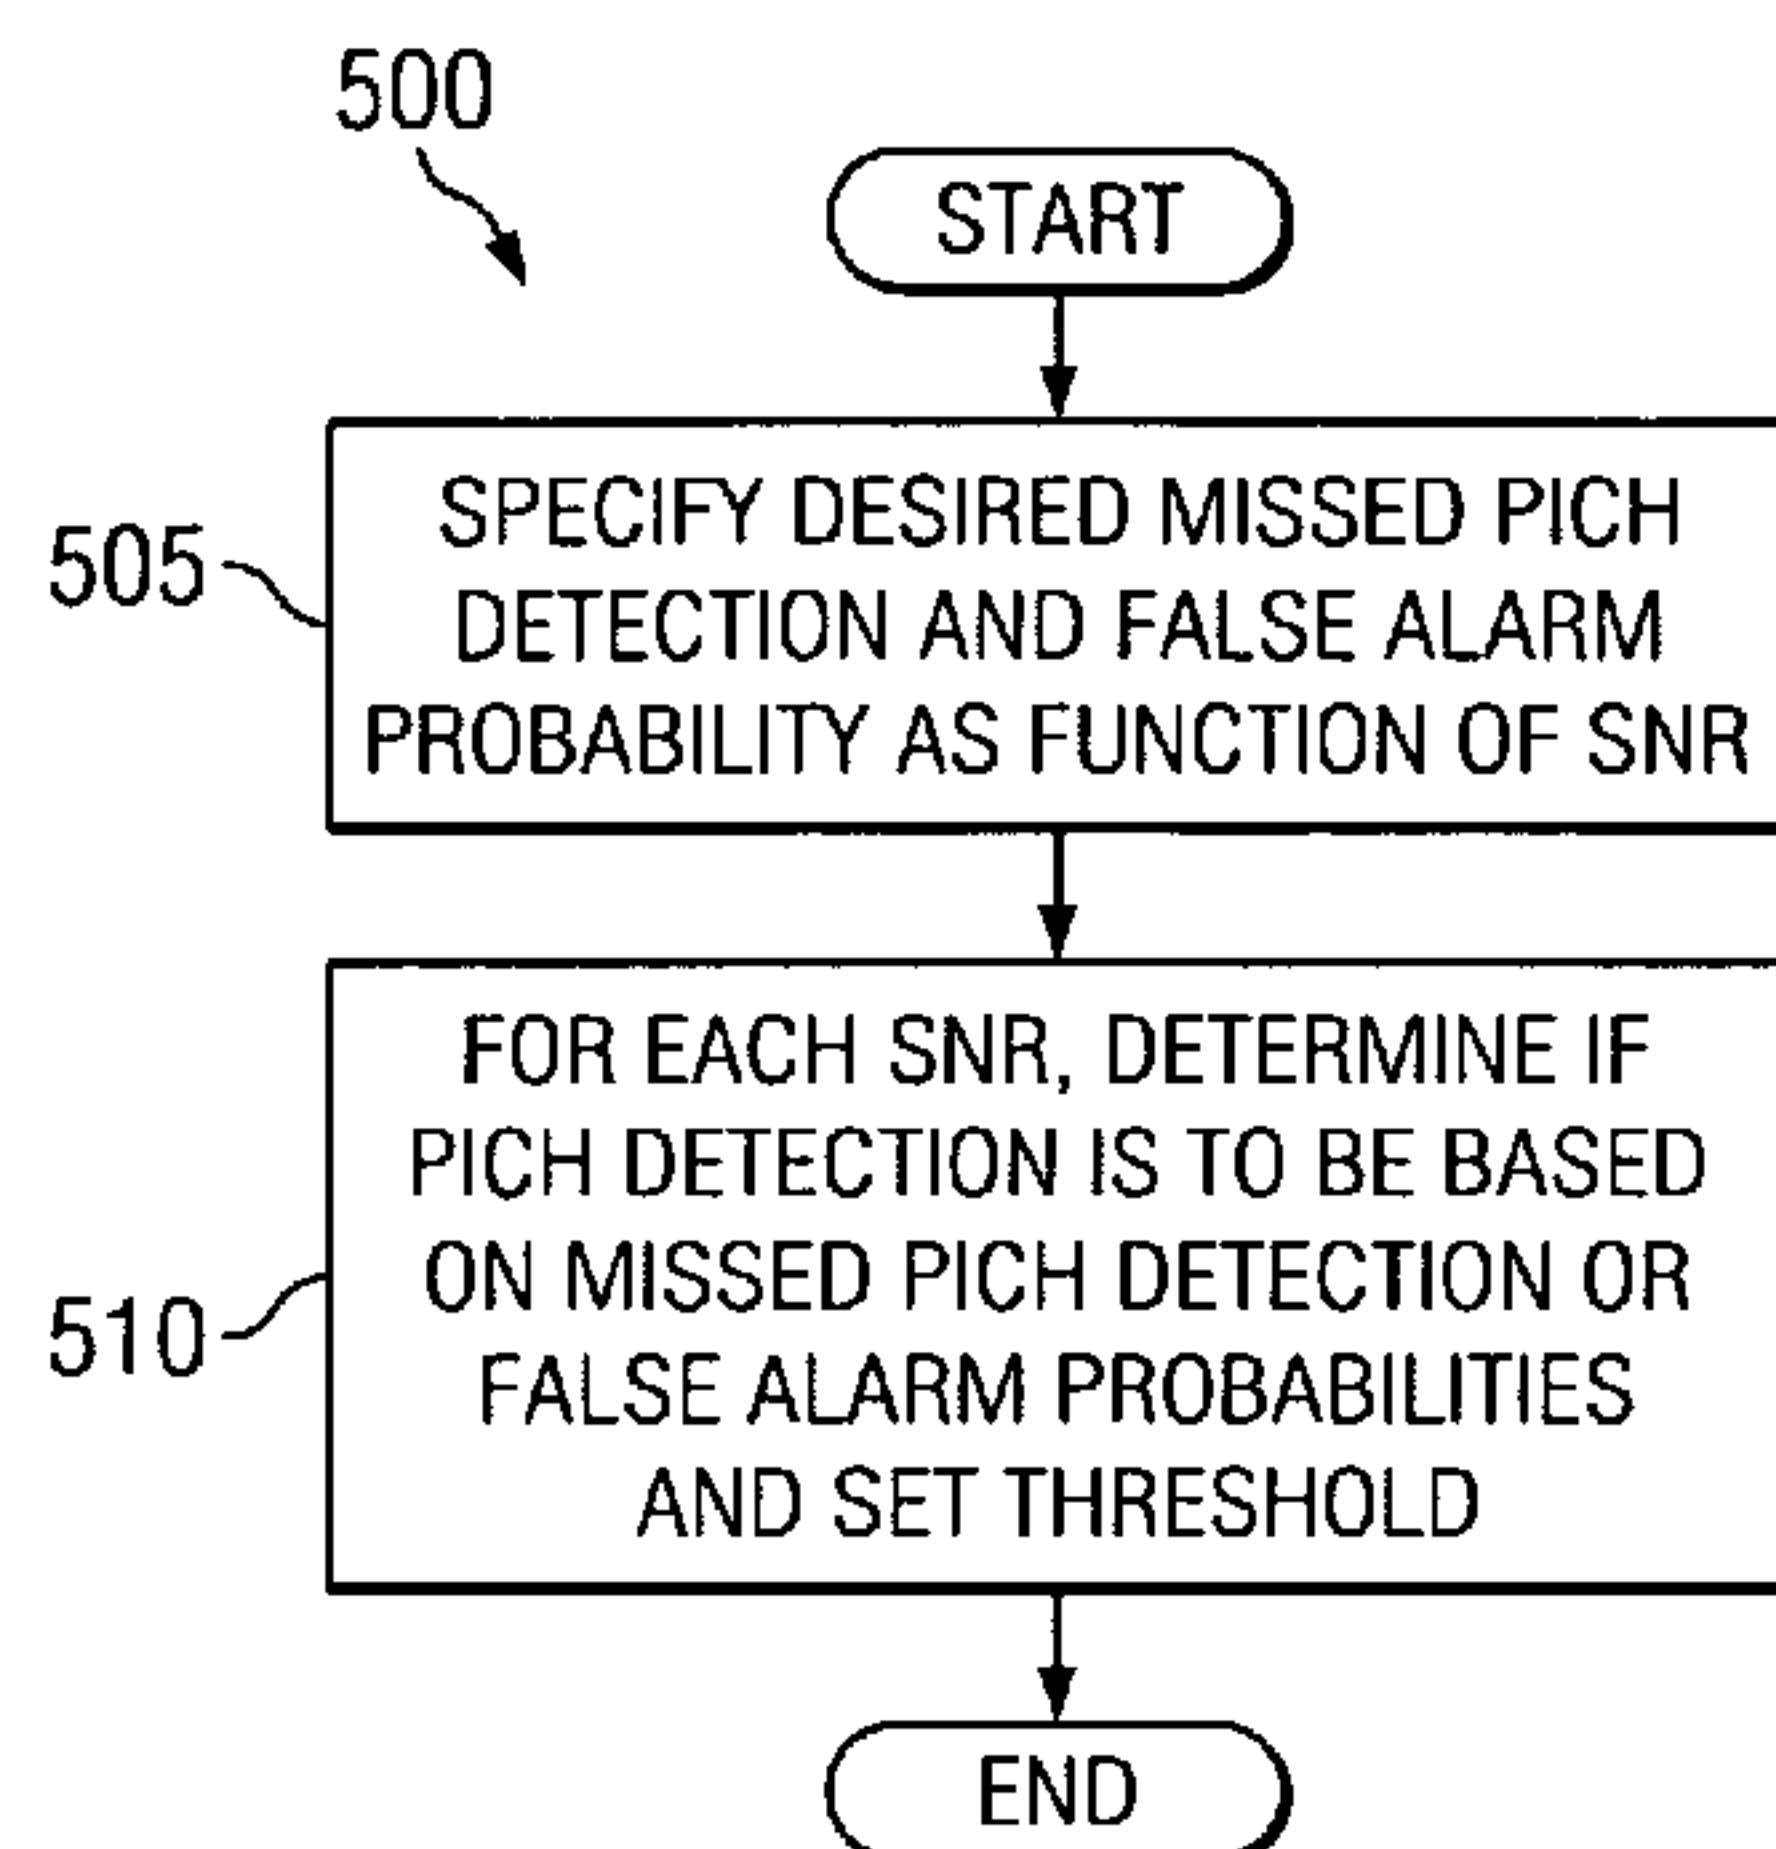 500
START
505
SPECIFY DESIRED MISSED PICH
DETECTION AND FALSE ALARM
PROBABILITY AS FUNCTION OF SNR
510
FOR EACH SNR, DETERMINE IF
PICH DETECTION IS TO BE BASED
ON MISSED PICH DETECTION OR
FALSE ALARM PROBABILITIES
AND SET THRESHOLD
END